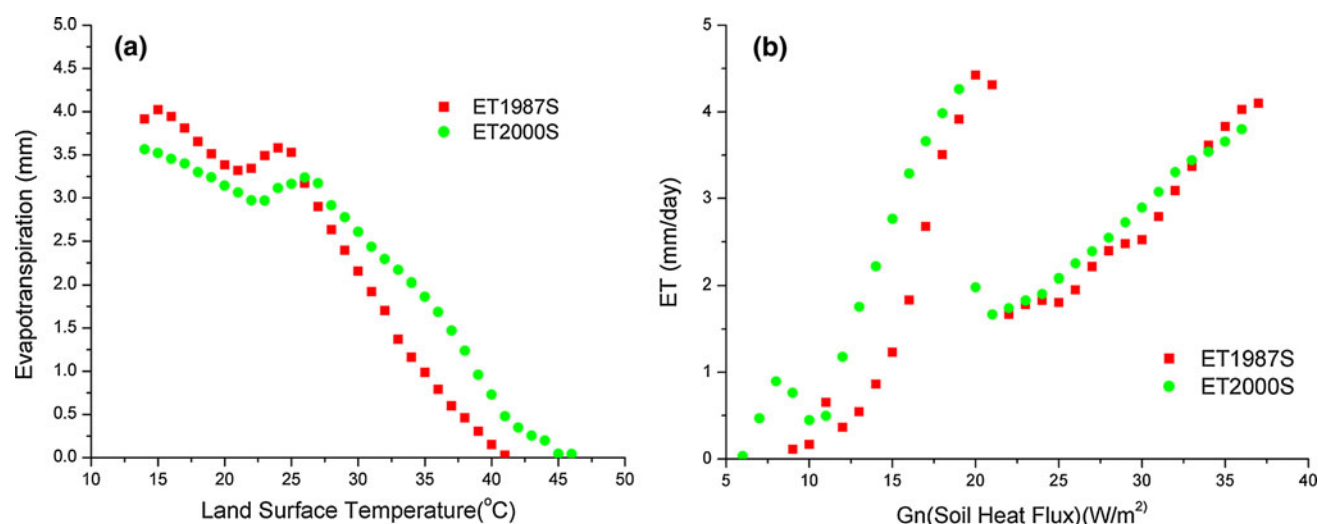 (a)
ET1987S
ET2000S
Evapotranspiration (mm)
5.0
4.5
4.0
3.5
3.0
2.5
2.0
1.5
1.0
0.5
0.0
10 15 20 25 30 35 40 45 50
Land Surface Temperature(°C)
(b)
ET (mm/day)
5
4
3
2
1
0
ET1987S
ET2000S
5 10 15 20 25 30 35 40
Gn(Soil Heat Flux)(W/m²⁾